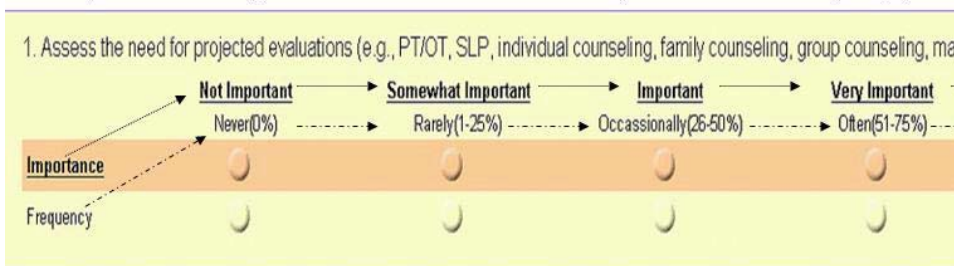 1. Assess the need for projected evaluations (e.g., PT/OT, SLP, individual counseling, family counseling, group counseling, ma
Not Important Somewhat Important Important Very Important
Never(0%) Rarely(1-25%) Occassionally(26-50%) Often(51-75%)
Importance
Frequency